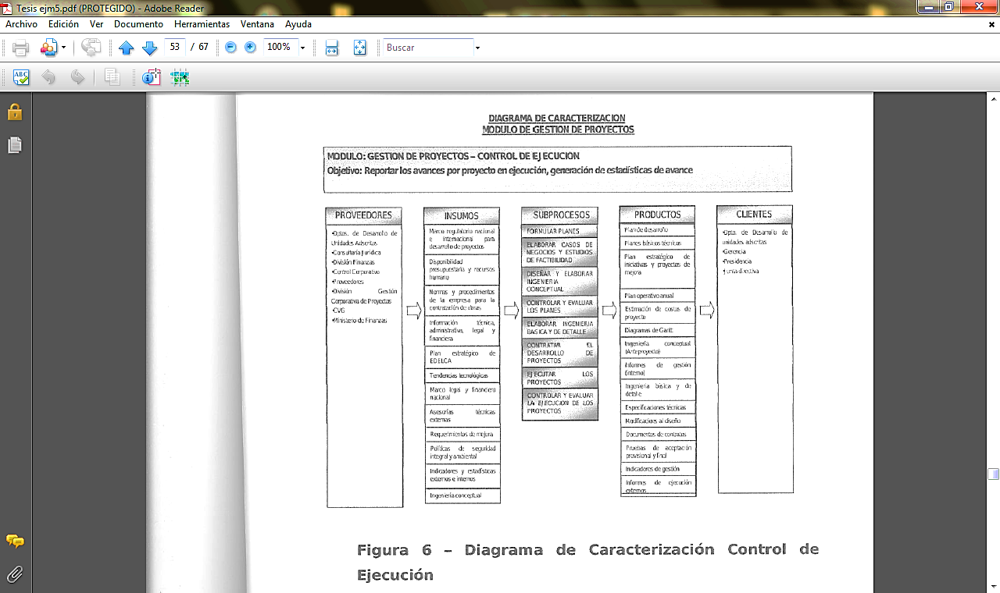 Tesis ejm5.pdf (PROTEGIDO) - Adobe Reader
Archivo Edición Ver Documento Herramientas Ventana Ayuda
53 / 67 100% Buscar
ABC
DIAGRAMA DE CARACTERIZACION
MODULO DE GESTION DE PROYECTOS
MODULO: GESTION DE PROYECTOS – CONTROL DE EJECUCION
Objetivo: Reportar los avances por proyecto en ejecución, generación de estadísticas de avance
PROVEEDORES
•Dptos. de Desarrollo de
Unidades Adscritas
•Consultoría Jurídica
•División Finanzas
•Control Corporativo
•Proveedores
•División Gestión
Corporativa de Proyectos
•CVG
•Ministerio de Finanzas
INSUMOS
Marco regulatorio nacional
e internacional para
desarrollo de proyectos
Disponibilidad
presupuestaria y recursos
humano
Normas y procedimientos
de la empresa para la
contratación de obras
Información técnica,
administrativa, legal y
financiera
Plan estratégico de
EDELCA
Tendencias tecnológicas
Marco legal y financiero
nacional
Asesorías técnicas
externas
Requerimientos de mejora
Políticas de seguridad
integral y ambiental
Indicadores y estadísticas
externos e internos
Ingeniería conceptual
SUBPROCESOS
FORMULAR PLANES
ELABORAR CASOS DE
NEGOCIOS Y ESTUDIOS
DE FACTIBILIDAD
DISEÑAR Y ELABORAR
INGENIERIA
CONCEPTUAL
CONTROLAR Y EVALUAR
LOS PLANES
ELABORAR INGENIERIA
BASICA Y DE DETALLE
CONTRATAR EL
DESARROLLO DE
PROYECTOS
EJECUTAR LOS
PROYECTOS
CONTROLAR Y EVALUAR
LA EJECUCION DE LOS
PROYECTOS
PRODUCTOS
Plan de desarrollo
Planes básicos técnicos
Plan estratégico de
iniciativas y proyectos de
mejora
Plan operativo anual
Estimación de costos de
proyecto
Diagramas de Gantt
Ingeniería conceptual
(Anteproyecto)
Informes de gestión
(interno)
Ingeniería básica y de
detalle
Especificaciones técnicas
Modificaciones al diseño
Documentos de contratos
Pruebas de aceptación
provisional y final
Indicadores de gestión
Informes de ejecución
externos
CLIENTES
•Dpto. de Desarrollo de
unidades adscritas
•Gerencia
•Presidencia
•Junta directiva
Figura 6 – Diagrama de Caracterización Control de
Ejecución